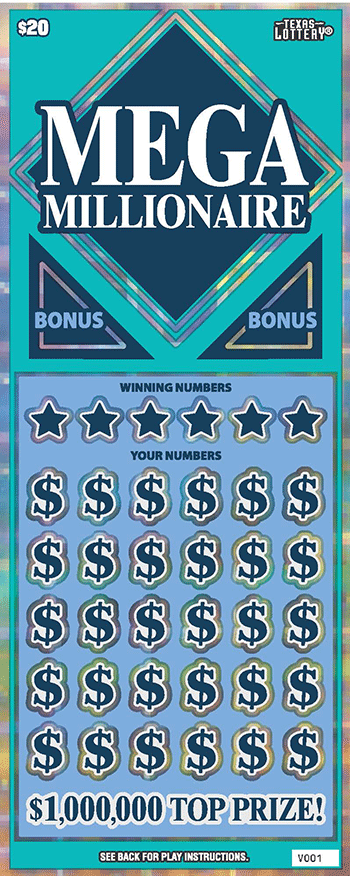 $20
TEXAS
LOTTERY®
MEGA
MILLIONAIRE
BONUS
BONUS
WINNING NUMBERS
YOUR NUMBERS
$ $ $ $ $ $
$ $ $ $ $ $
$ $ $ $ $ $
$ $ $ $ $ $
$ $ $ $ $ $
$1,000,000 TOP PRIZE!
SEE BACK FOR PLAY INSTRUCTIONS.
V001